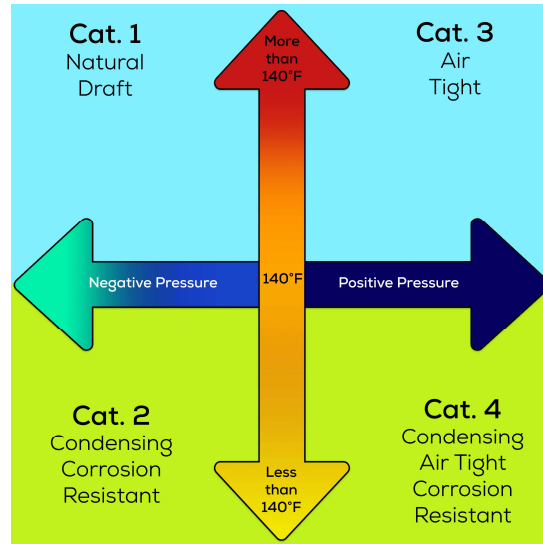 Cat. 1
Natural
Draft
More
than
140°F
Cat. 3
Air
Tight
Negative Pressure
140°F
Positive Pressure
Cat. 2
Condensing
Corrosion
Resistant
Less
than
140°F
Cat. 4
Condensing
Air Tight
Corrosion
Resistant